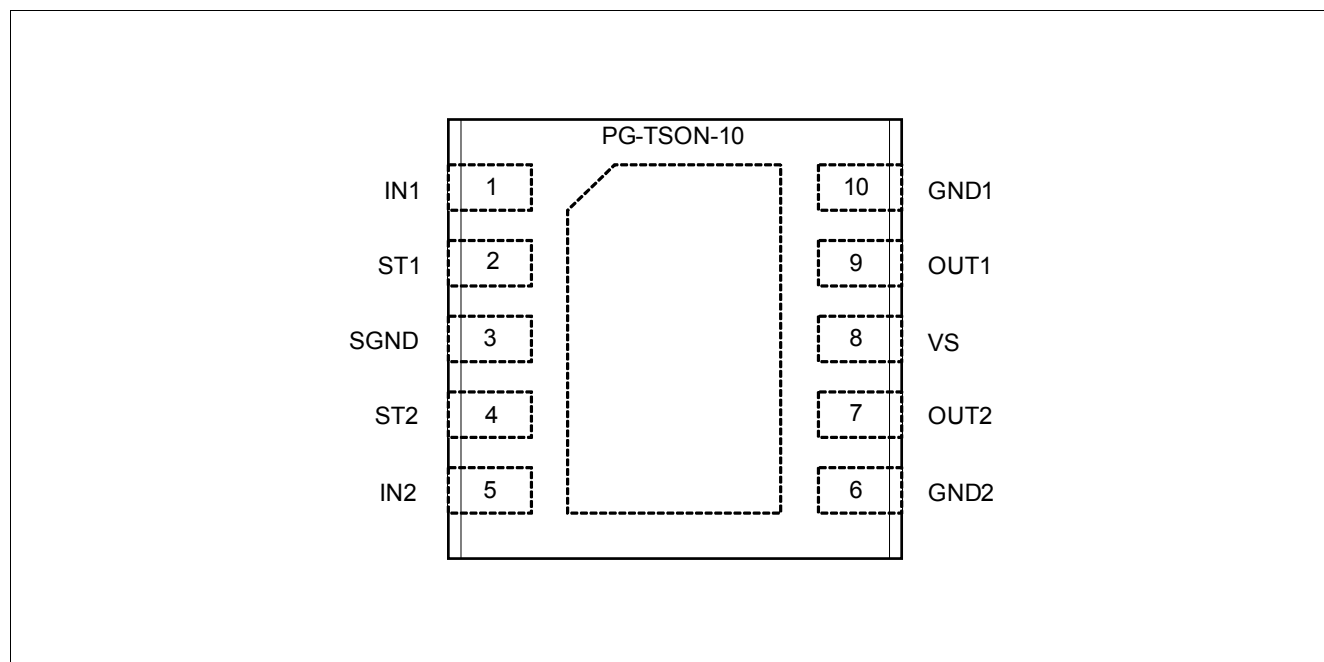 PG-TSON-10
IN1 1 10 GND1
ST1 2 9 OUT1
SGND 3 8 VS
ST2 4 7 OUT2
IN2 5 6 GND2